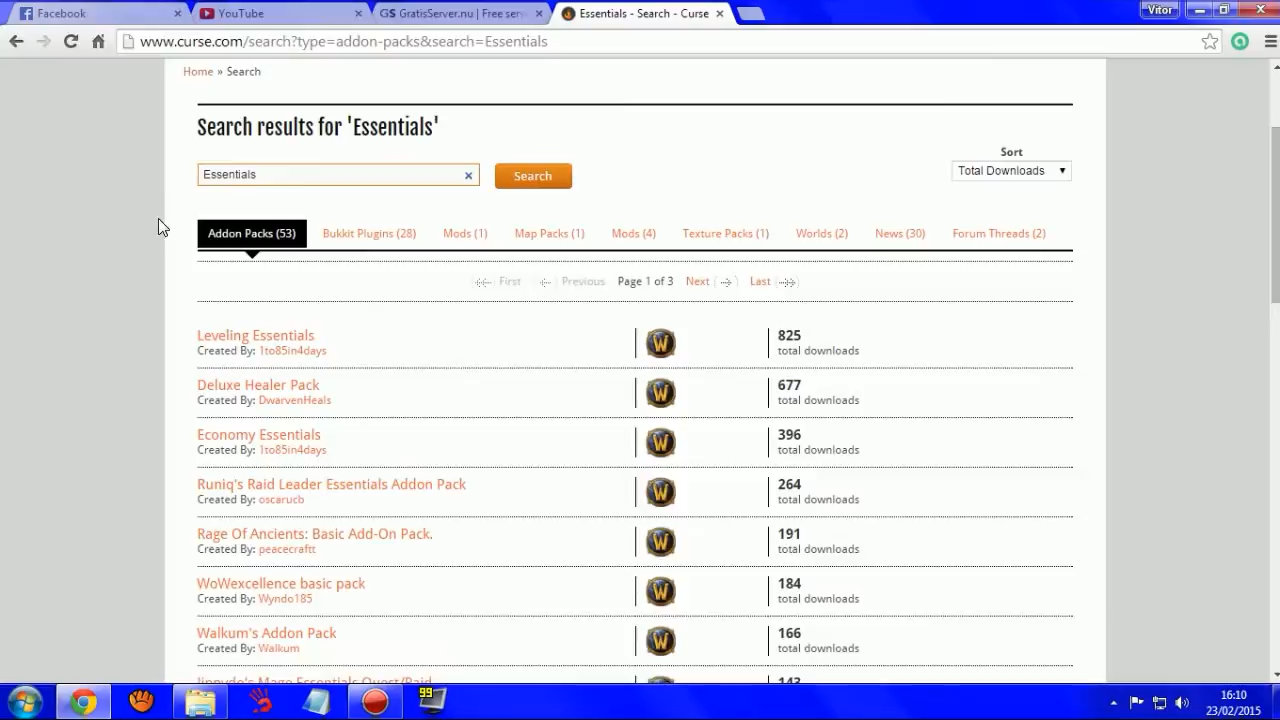 Facebook
YouTube
GS GratisServer.nu | Free serv
Essentials - Search - Curse
Vitor
www.curse.com/search?type=addon-packs&search=Essentials
Home » Search
Search results for 'Essentials'
Sort
Essentials
Search
Total Downloads
Addon Packs (53) Bukkit Plugins (28) Mods (1) Map Packs (1) Mods (4) Texture Packs (1) Worlds (2) News (30) Forum Threads (2)
First Previous Page 1 of 3 Next Last
Leveling Essentials 825
Created By: 1to85in4days total downloads
Deluxe Healer Pack 677
Created By: DwarvenHeals total downloads
Economy Essentials 396
Created By: 1to85in4days total downloads
Runiq's Raid Leader Essentials Addon Pack 264
Created By: oscarucb total downloads
Rage Of Ancients: Basic Add-On Pack. 191
Created By: peacecraftt total downloads
WoWexcellence basic pack 184
Created By: Wyndo185 total downloads
Walkum's Addon Pack 166
Created By: Walkum total downloads
Essentials Quest/Raid 143
99
16:10
23/02/2015